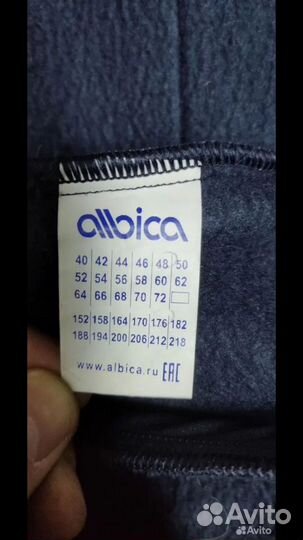 albica
40 42 44 46 48 50
52 54 56 58 60 62
64 66 68 70 72
152 158 164 170 176 182
188 194 200 206 212 218
www.albica.ru EAC
Avito
Avito